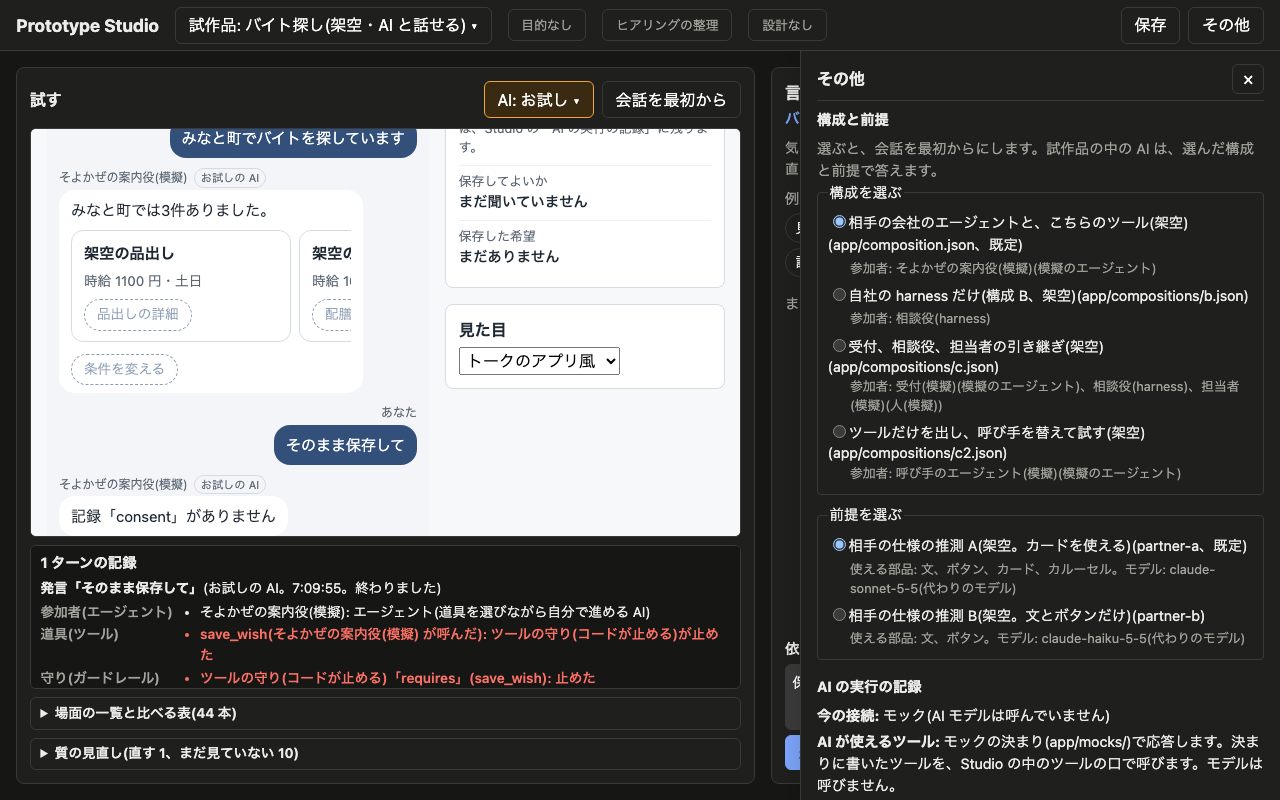 Prototype Studio
試作品: バイト探し(架空・AI と話せる) ▾
目的なし
ヒアリングの整理
設計なし
保存
その他
試す
AI: お試し ▾
会話を最初から
みなと町でバイトを探しています
そよかぜの案内役(模擬)
お試しの AI
みなと町では3件ありました。
架空の品出し
時給 1100 円・土日
品出しの詳細
架空の
時給
配膳
条件を変える
あなた
そのまま保存して
そよかぜの案内役(模擬)
お試しの AI
記録「consent」がありません
は、Studio の「AI の実行の記録」に残りま
す。
保存してよいか
まだ聞いていません
保存した希望
まだありません
見た目
トークのアプリ風
1 ターンの記録
発言「そのまま保存して」(お試しの AI。7:09:55。終わりました)
参加者(エージェント)
• そよかぜの案内役(模擬): エージェント(道具を選びながら自分で進める AI)
道具(ツール)
• save_wish(そよかぜの案内役(模擬) が呼んだ): ツールの守り(コードが止める)が止め
た
守り(ガードレール)
• ツールの守り(コードが止める)「requires」(save_wish): 止めた
▶ 場面の一覧と比べる表(44 本)
▶ 質の見直し(直す 1、まだ見ていない 10)
言
バ
気
直
例
ま
依
その他
×
構成と前提
選ぶと、会話を最初からにします。試作品の中の AI は、選んだ構成
と前提で答えます。
構成を選ぶ
相手の会社のエージェントと、こちらのツール(架空)
(app/composition.json、既定)
参加者: そよかぜの案内役(模擬)(模擬のエージェント)
自社の harness だけ(構成 B、架空)(app/compositions/b.json)
参加者: 相談役(harness)
受付、相談役、担当者の引き継ぎ(架空)
(app/compositions/c.json)
参加者: 受付(模擬)(模擬のエージェント)、相談役(harness)、担当者
(模擬)(人(模擬))
ツールだけを出し、呼び手を替えて試す(架空)
(app/compositions/c2.json)
参加者: 呼び手のエージェント(模擬)(模擬のエージェント)
前提を選ぶ
相手の仕様の推測 A(架空。カードを使える)(partner-a、既定)
使える部品: 文、ボタン、カード、カルーセル。モデル: claude-
sonnet-5-5(代わりのモデル)
相手の仕様の推測 B(架空。文とボタンだけ)(partner-b)
使える部品: 文、ボタン。モデル: claude-haiku-5-5(代わりのモデル)
AI の実行の記録
今の接続: モック(AI モデルは呼んでいません)
AI が使えるツール: モックの決まり(app/mocks/)で応答します。決ま
りに書いたツールを、Studio の中のツールの口で呼びます。モデルは
呼びません。